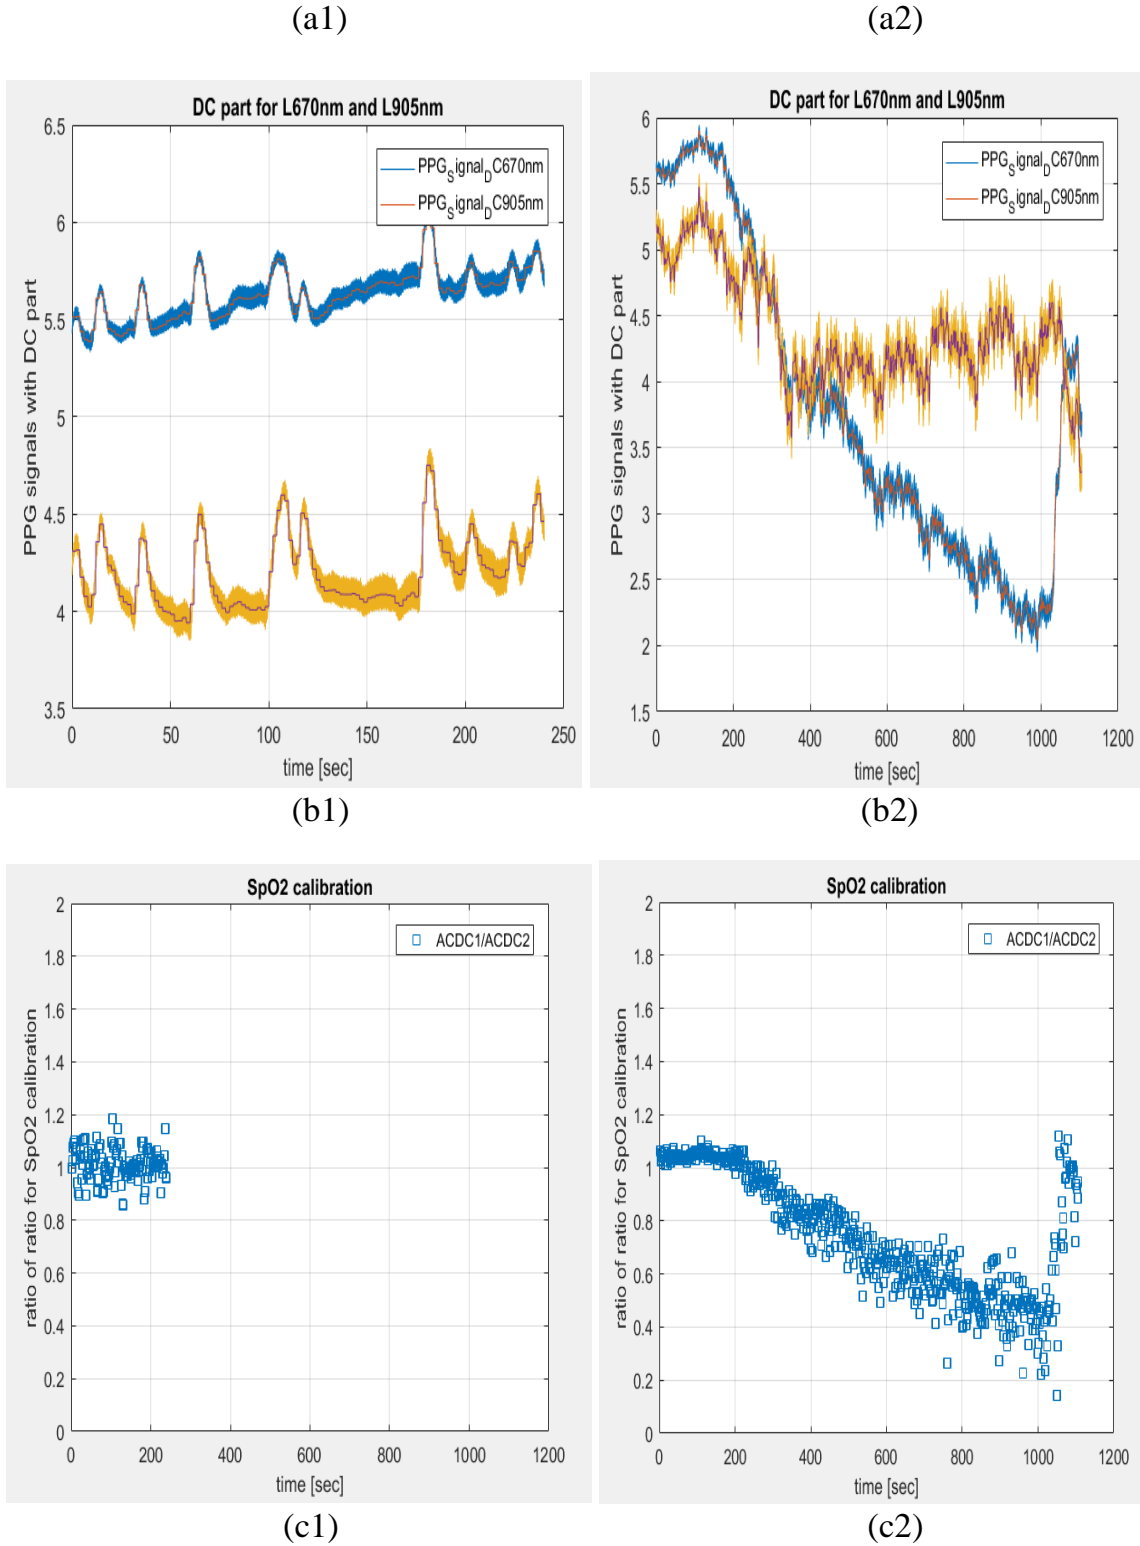 (a1) (a2)
DC part for L670nm and L905nm
6.5
6
5.5
5
4.5
4
3.5
PPG signals with DC part
PPG_Signal_DC670nm
PPG_Signal_DC905nm
0 50 100 150 200 250
time [sec]
(b1)
DC part for L670nm and L905nm
6
5.5
5
4.5
4
3.5
3
2.5
2
1.5
PPG signals with DC part
PPG_Signal_DC670nm
PPG_Signal_DC905nm
0 200 400 600 800 1000 1200
time [sec]
(b2)
SpO2 calibration
2
1.8
1.6
1.4
1.2
1
0.8
0.6
0.4
0.2
0
ratio of ratio for SpO2 calibration
ACDC1/ACDC2
0 200 400 600 800 1000 1200
time [sec]
(c1)
SpO2 calibration
2
1.8
1.6
1.4
1.2
1
0.8
0.6
0.4
0.2
0
ratio of ratio for SpO2 calibration
ACDC1/ACDC2
0 200 400 600 800 1000 1200
time [sec]
(c2)